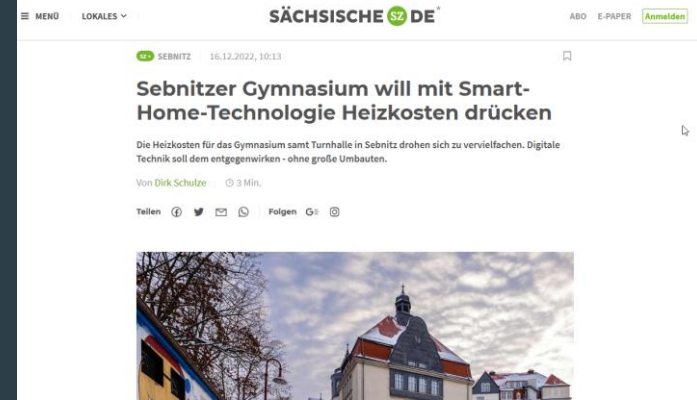 MENÜ LOKALES SÄCHSISCHE SZ DE ABO E-PAPER Anmelden
SZ+ SEBNITZ 16.12.2022, 10:13
Sebnitzer Gymnasium will mit Smart-
Home-Technologie Heizkosten drücken
Die Heizkosten für das Gymnasium samt Turnhalle in Sebnitz drohen sich zu vervielfachen. Digitale
Technik soll dem entgegenwirken - ohne große Umbauten.
Von Dirk Schulze 3 Min.
Teilen Folgen